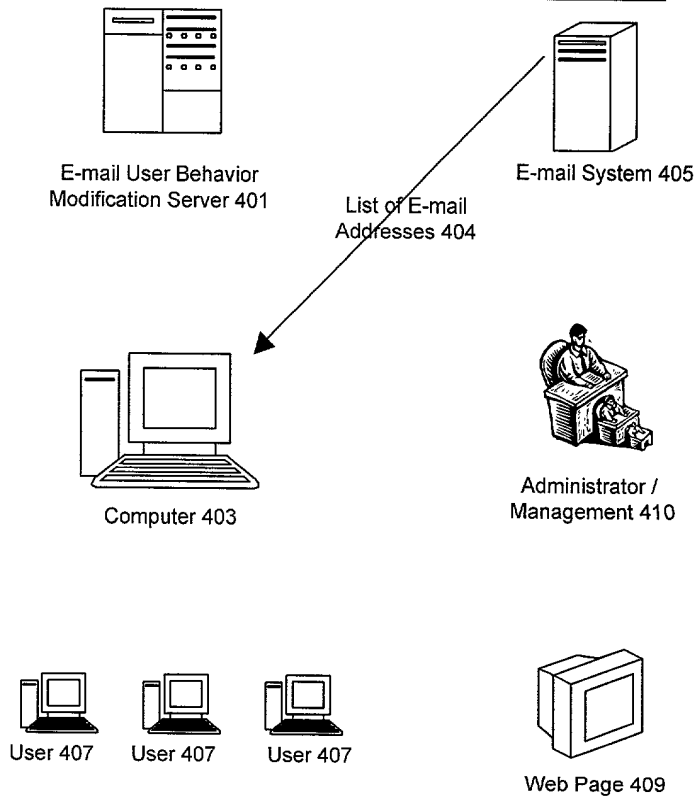 E-mail User Behavior
Modification Server 401
E-mail System 405
List of E-mail
Addresses 404
Computer 403
Administrator /
Management 410
User 407
User 407
User 407
Web Page 409